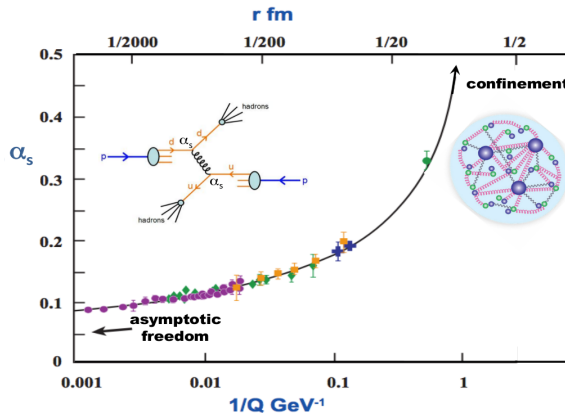 r fm
1/2000 1/200 1/20 1/2
0.5
0.4
0.3
0.2
0.1
0
αs
confinement
hadrons
d
αs
d
p
αs
u
u
p
hadrons
asymptotic
freedom
0.001 0.01 0.1 1
1/Q GeV⁻¹